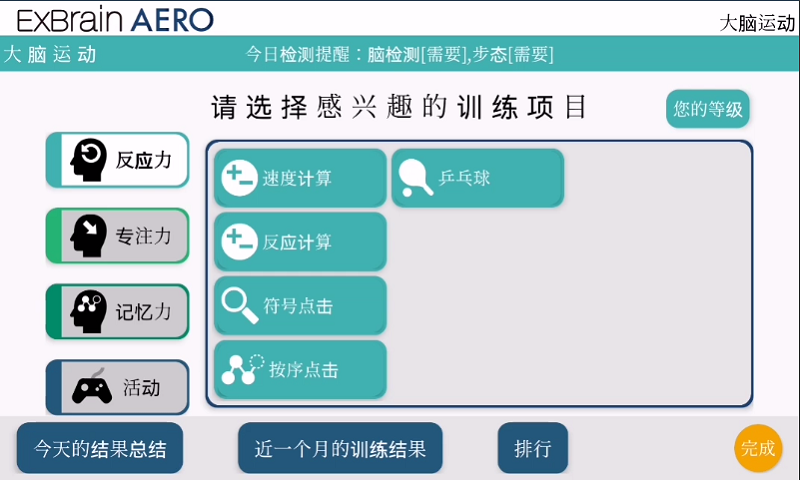 ExBrain AERO
大脑运动
大脑运动
今日检测提醒：脑检测[需要],步态[需要]
请选择感兴趣的训练项目
您的等级
反应力
专注力
记忆力
活动
速度计算
乒乓球
反应计算
符号点击
按序点击
今天的结果总结
近一个月的训练结果
排行
完成